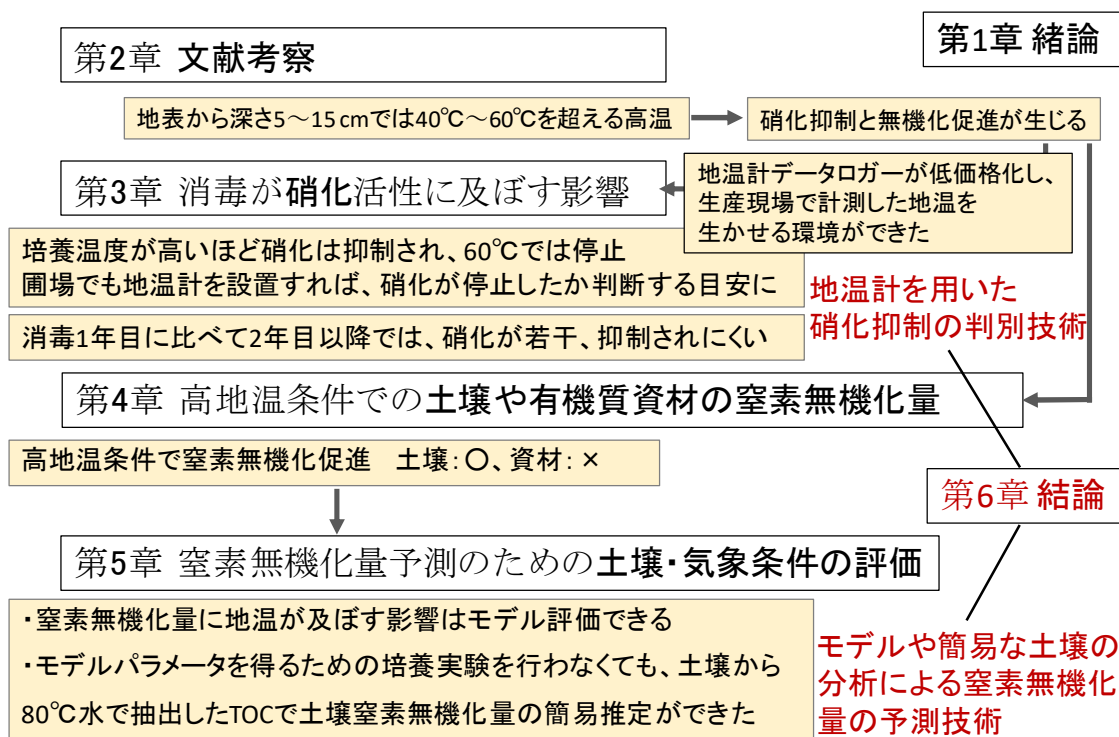 第1章 緒論
第2章 文献考察
地表から深さ5～15cmでは40℃～60℃を超える高温
硝化抑制と無機化促進が生じる
地温計データロガーが低価格化し、
生産現場で計測した地温を
生かせる環境ができた
第3章 消毒が硝化活性に及ぼす影響
培養温度が高いほど硝化は抑制され、60℃では停止
圃場でも地温計を設置すれば、硝化が停止したか判断する目安に
消毒1年目に比べて2年目以降では、硝化が若干、抑制されにくい
地温計を用いた
硝化抑制の判別技術
第4章 高地温条件での土壌や有機質資材の窒素無機化量
高地温条件で窒素無機化促進　土壌：〇、資材：×
第6章 結論
第5章 窒素無機化量予測のための土壌・気象条件の評価
・窒素無機化量に地温が及ぼす影響はモデル評価できる
・モデルパラメータを得るための培養実験を行わなくても、土壌から
80℃水で抽出したTOCで土壌窒素無機化量の簡易推定ができた
モデルや簡易な土壌の
分析による窒素無機化
量の予測技術